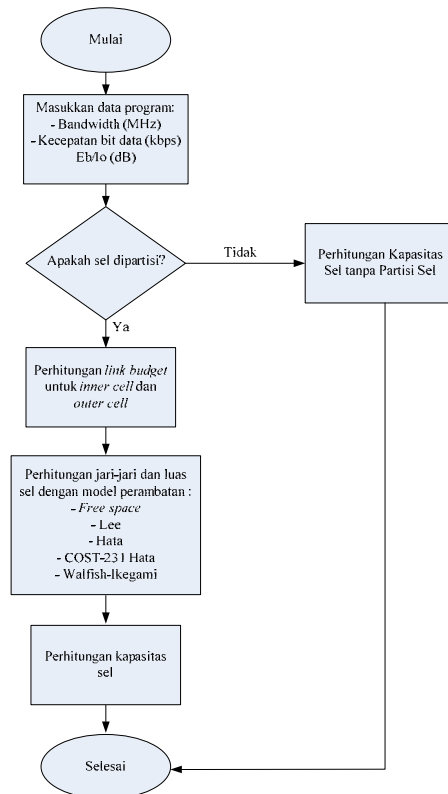 Mulai
Masukkan data program:
- Bandwidth (MHz)
- Kecepatan bit data (kbps)
Eb/Io (dB)
Apakah sel dipartisi?
Tidak
Perhitungan Kapasitas
Sel tanpa Partisi Sel
Ya
Perhitungan link budget
untuk inner cell dan
outer cell
Perhitungan jari-jari dan luas
sel dengan model perambatan :
- Free space
- Lee
- Hata
- COST-231 Hata
- Walfish-Ikegami
Perhitungan kapasitas
sel
Selesai